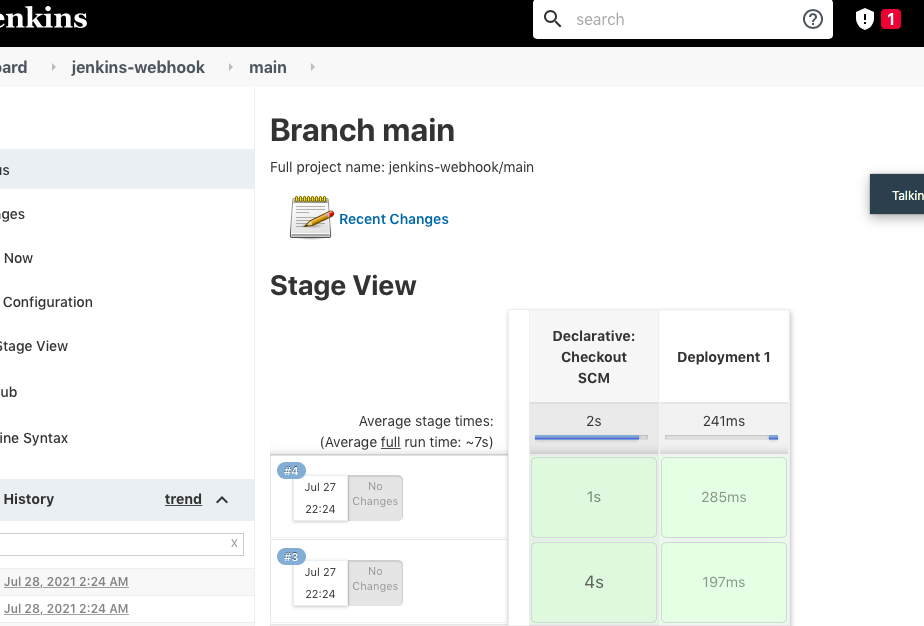 enkins
search
1
ard
jenkins-webhook
main
Branch main
us
Full project name: jenkins-webhook/main
Talkin
nges
Recent Changes
Now
Stage View
Configuration
Stage View
Declarative:
Checkout
SCM
Deployment 1
ub
Average stage times:
2s
241ms
ine Syntax
(Average full run time: ~7s)
#4
Jul 27
22:24
No
Changes
1s
285ms
History
trend
x
#3
Jul 27
22:24
No
Changes
4s
197ms
Jul 28, 2021 2:24 AM
Jul 28, 2021 2:24 AM